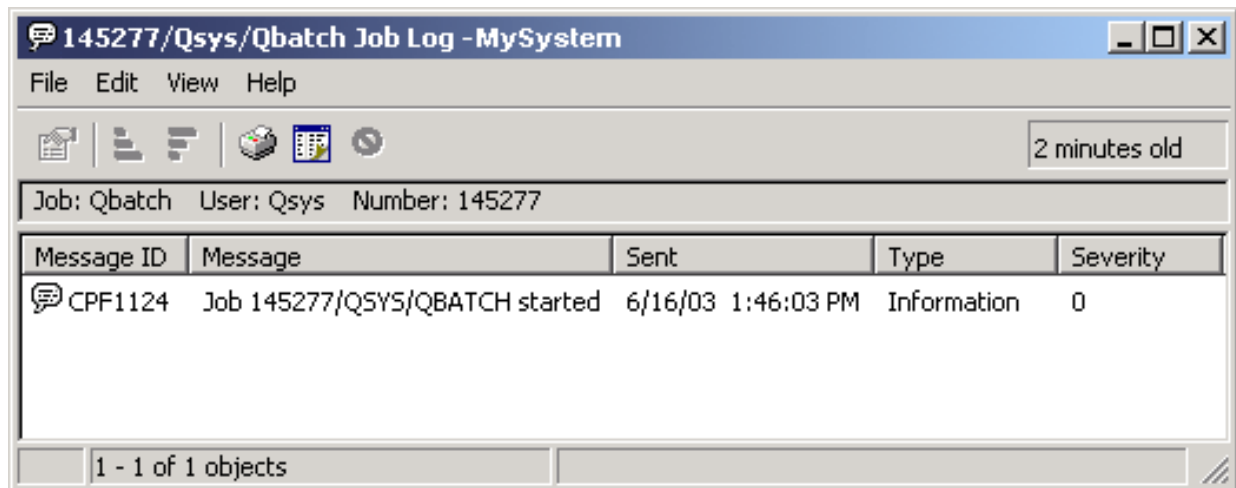 145277/Qsys/Qbatch Job Log -MySystem
File Edit View Help
2 minutes old
Job: Qbatch User: Qsys Number: 145277
Message ID Message Sent Type Severity
CPF1124 Job 145277/QSYS/QBATCH started 6/16/03 1:46:03 PM Information 0
1 - 1 of 1 objects